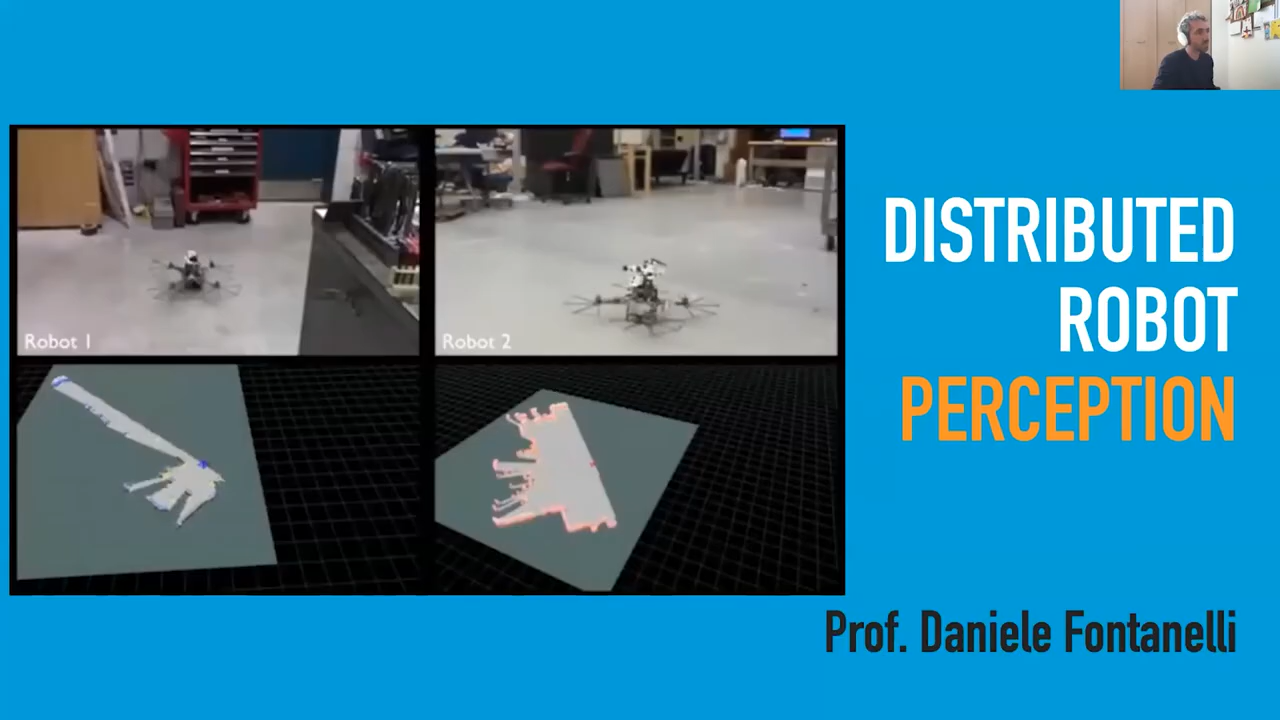 Robot 1
Robot 2
DISTRIBUTED
ROBOT
PERCEPTION
Prof. Daniele Fontanelli